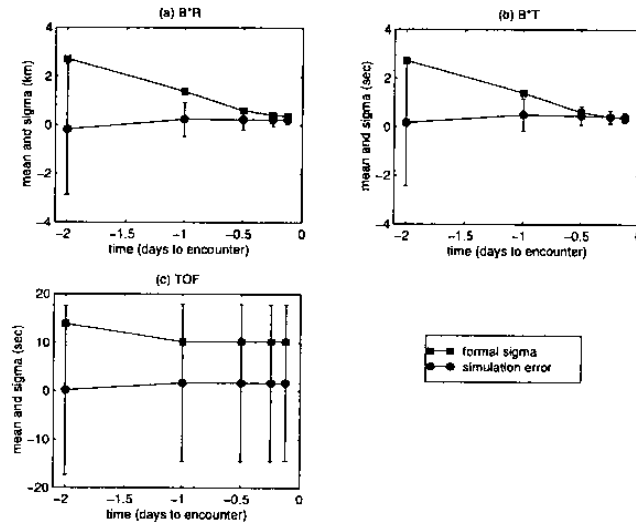 (a) B*R
mean and sigma (km)
4
2
0
−2
−4
−2 −1.5 −1 −0.5 0
time (days to encounter)
(b) B*T
mean and sigma (sec)
4
2
0
−2
−4
−2 −1.5 −1 −0.5 0
time (days to encounter)
(c) TOF
mean and sigma (sec)
20
10
0
−10
−20
−2 −1.5 −1 −0.5 0
time (days to encounter)
formal sigma
simulation error